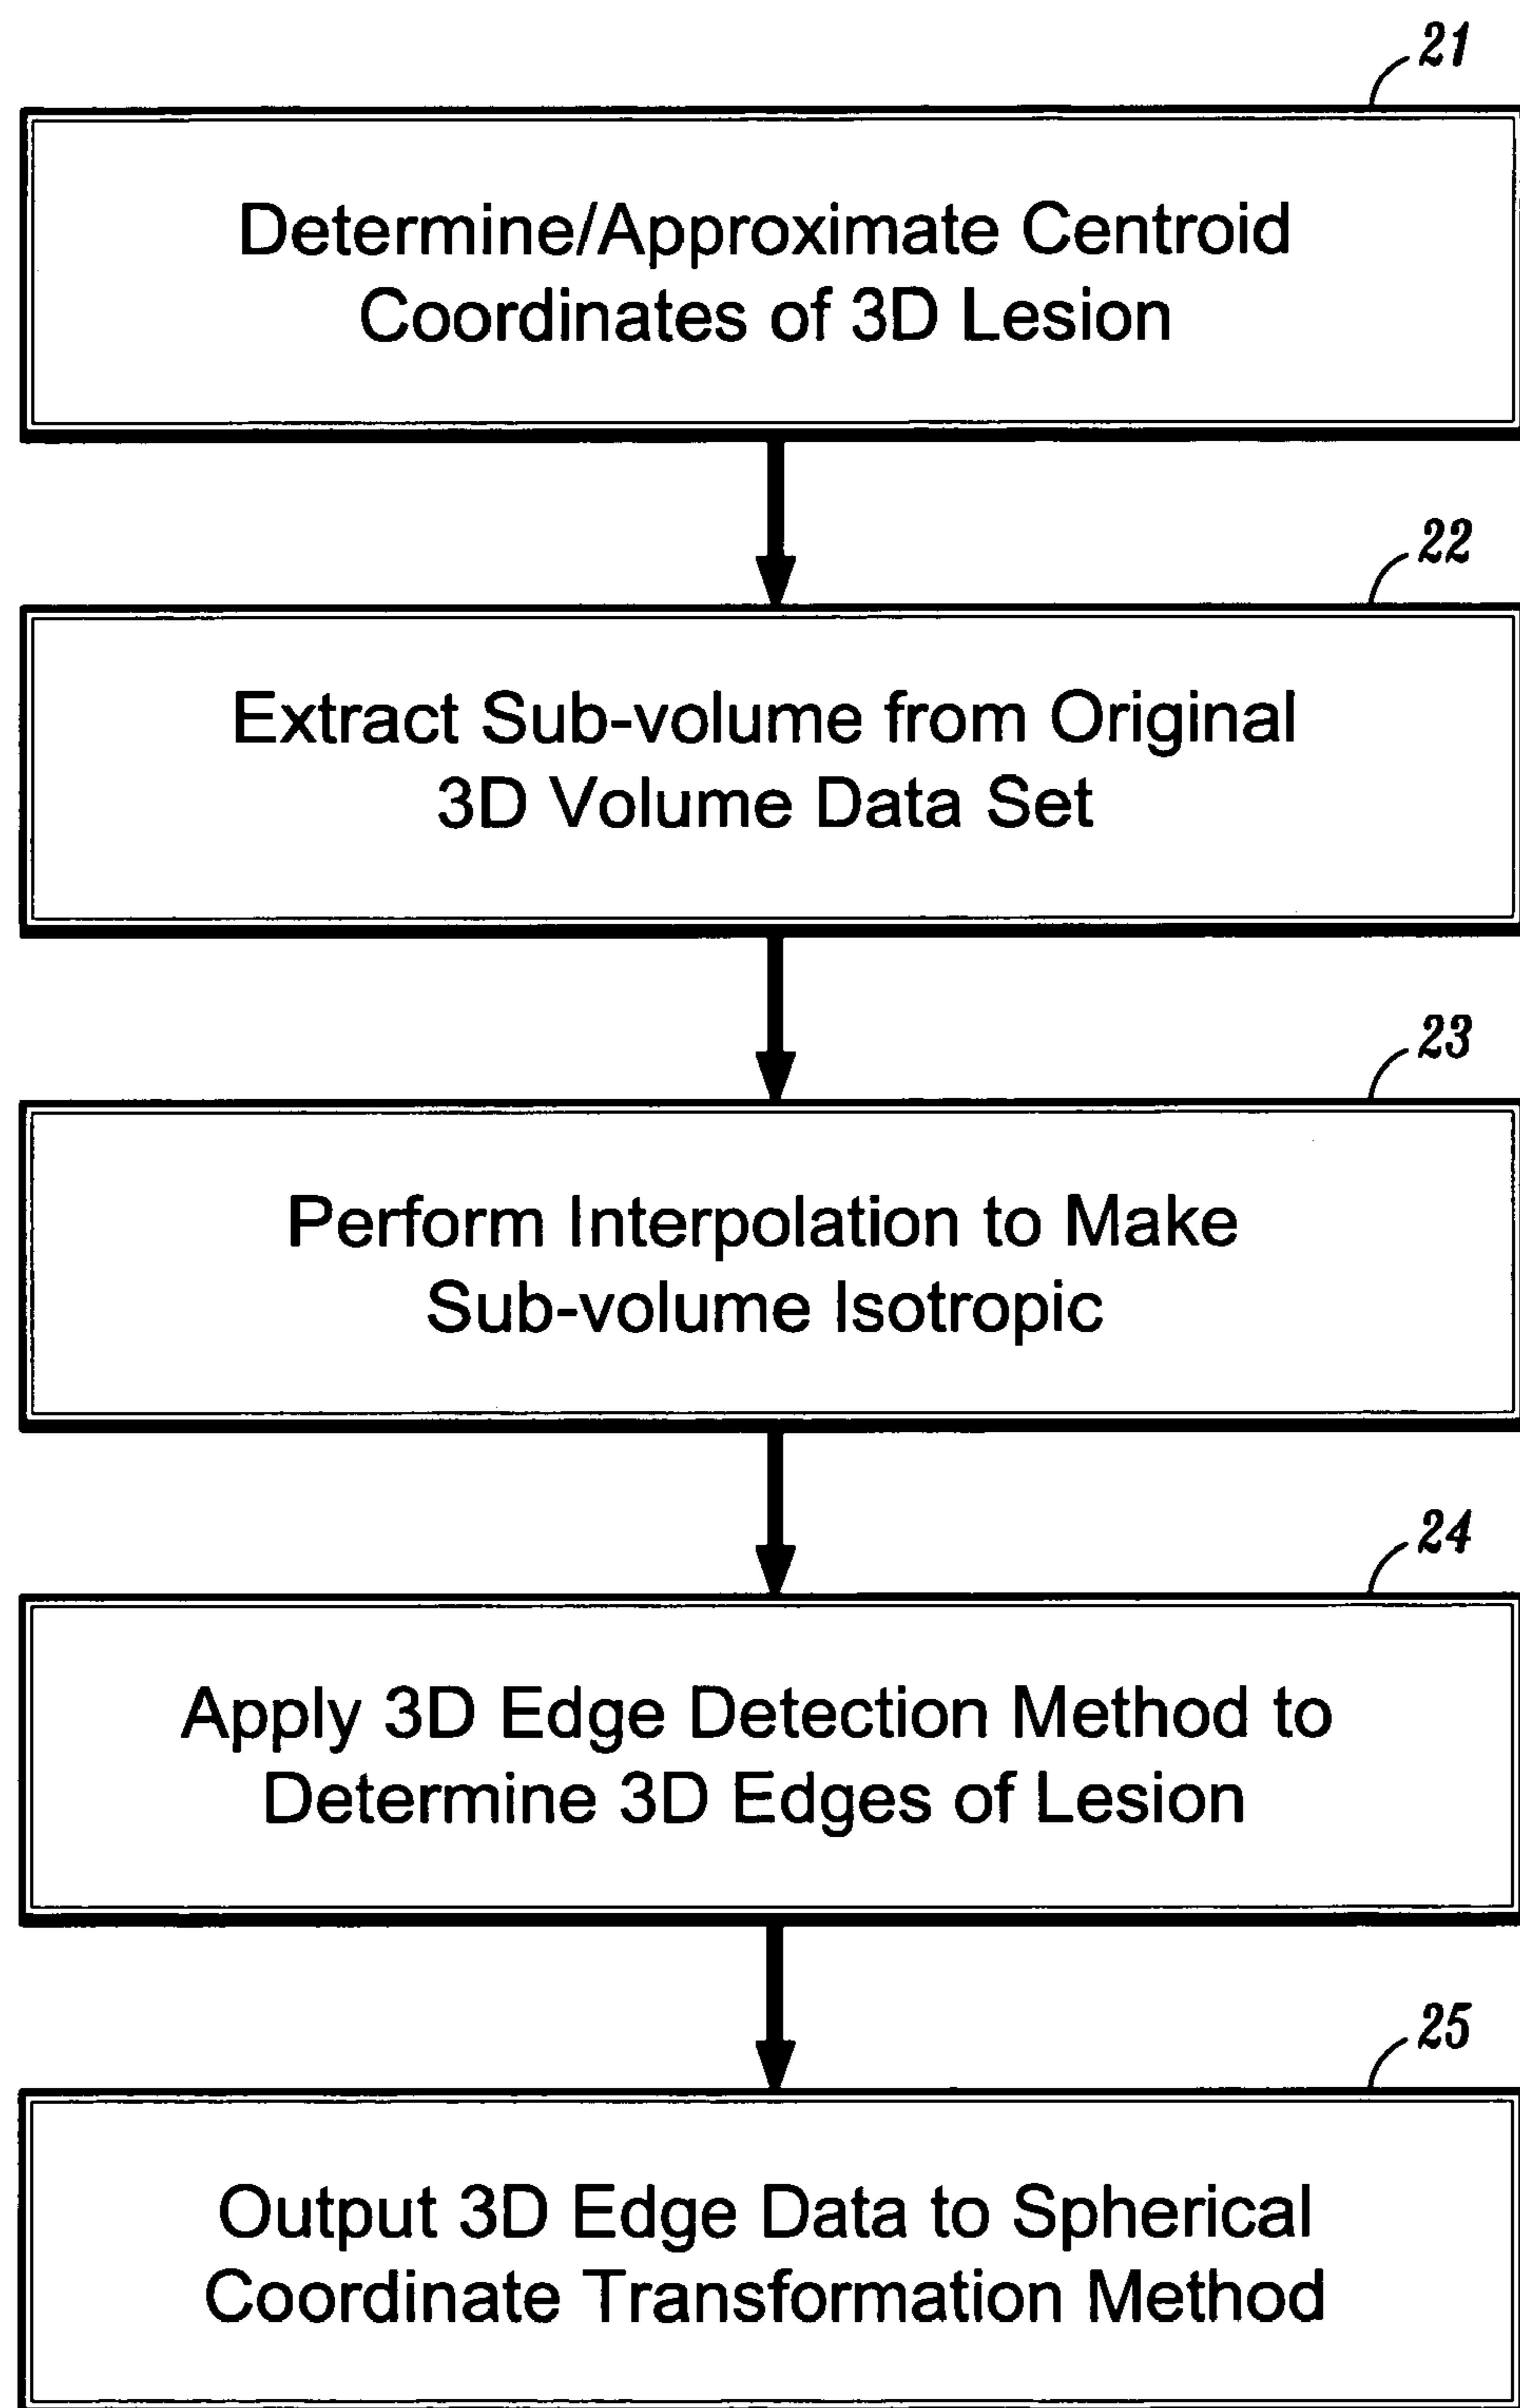 21
Determine/Approximate Centroid
Coordinates of 3D Lesion
22
Extract Sub-volume from Original
3D Volume Data Set
23
Perform Interpolation to Make
Sub-volume Isotropic
24
Apply 3D Edge Detection Method to
Determine 3D Edges of Lesion
25
Output 3D Edge Data to Spherical
Coordinate Transformation Method